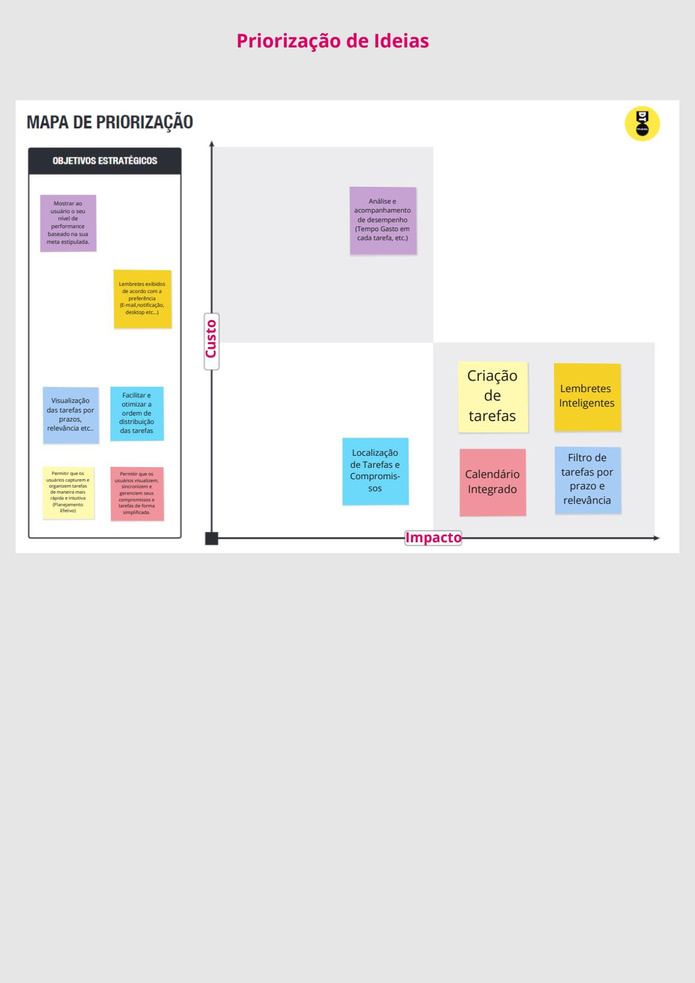 Priorização de Ideias
MAPA DE PRIORIZAÇÃO
OBJETIVOS ESTRATÉGICOS
Mostrar ao
usuário o seu
nível de
performance
baseado na sua
meta estipulada.
Lembretes exibidos
de acordo com a
preferência
(E-mail,notificação,
desktop etc...)
Visualização
das tarefas por
prazos,
relevância etc..
Facilitar e
otimizar a
ordem de
distribuição
das tarefas
Permitir que os
usuários capturem e
organizem tarefas
de maneira mais
rápida e intuitiva
(Planejamento
Efetivo)
Permitir que os
usuários visualizem,
sincronizem e
gerenciem seus
compromissos e
tarefas de forma
simplificada.
Custo
Análise e
acompanhamento
de desempenho
(Tempo Gasto em
cada tarefa, etc.)
Criação
de
tarefas
Lembretes
Inteligentes
Localização
de Tarefas e
Compromis-
sos
Calendário
Integrado
Filtro de
tarefas por
prazo e
relevância
Impacto